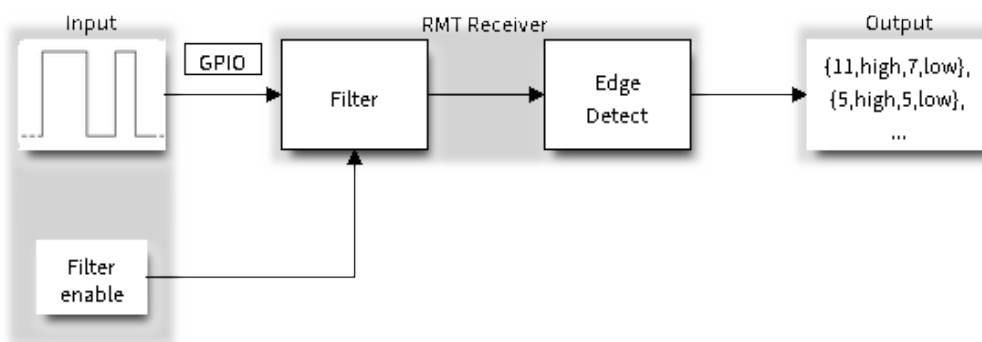 Input
RMT Receiver
Output
GPIO
Filter
Edge
Detect
{11,high,7,low},
{5,high,5,low},
...
Filter
enable